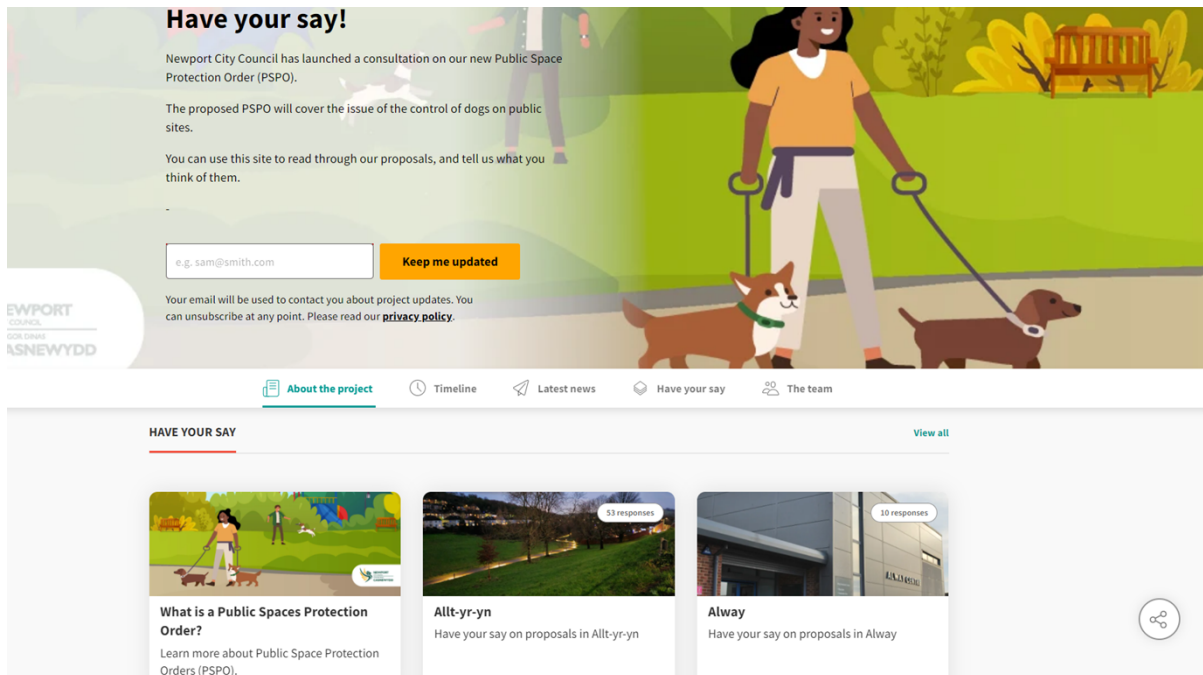 Have your say!
Newport City Council has launched a consultation on our new Public Space
Protection Order (PSPO).
The proposed PSPO will cover the issue of the control of dogs on public
sites.
You can use this site to read through our proposals, and tell us what you
think of them.
-
e.g. sam@smith.com
Keep me updated
Your email will be used to contact you about project updates. You
can unsubscribe at any point. Please read our privacy policy.
EWPORT
COUNCIL
DINAS
ASNEWYDD
About the project
Timeline
Latest news
Have your say
The team
HAVE YOUR SAY
View all
53 responses
10 responses
ALWAY CENTRE
What is a Public Spaces Protection
Order?
Learn more about Public Space Protection
Orders (PSPO).
Allt-yr-yn
Have your say on proposals in Allt-yr-yn
Alway
Have your say on proposals in Alway